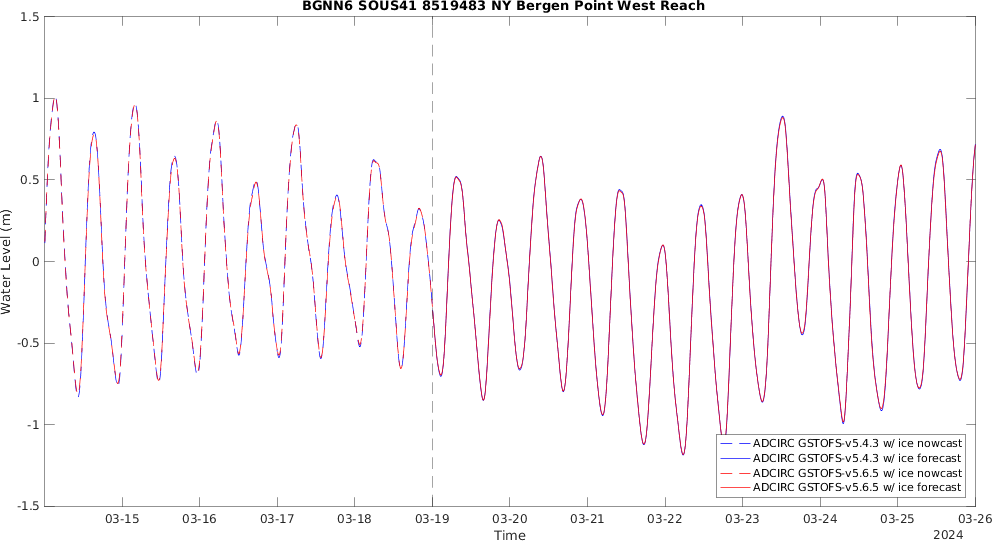 BGNN6 SOUS41 8519483 NY Bergen Point West Reach
1.5
1
0.5
0
-0.5
-1
-1.5
Water Level (m)
03-15 03-16 03-17 03-18 03-19 03-20 03-21 03-22 03-23 03-24 03-25 03-26
Time
2024
ADCIRC GSTOFS-v5.4.3 w/ ice nowcast
ADCIRC GSTOFS-v5.4.3 w/ ice forecast
ADCIRC GSTOFS-v5.6.5 w/ ice nowcast
ADCIRC GSTOFS-v5.6.5 w/ ice forecast